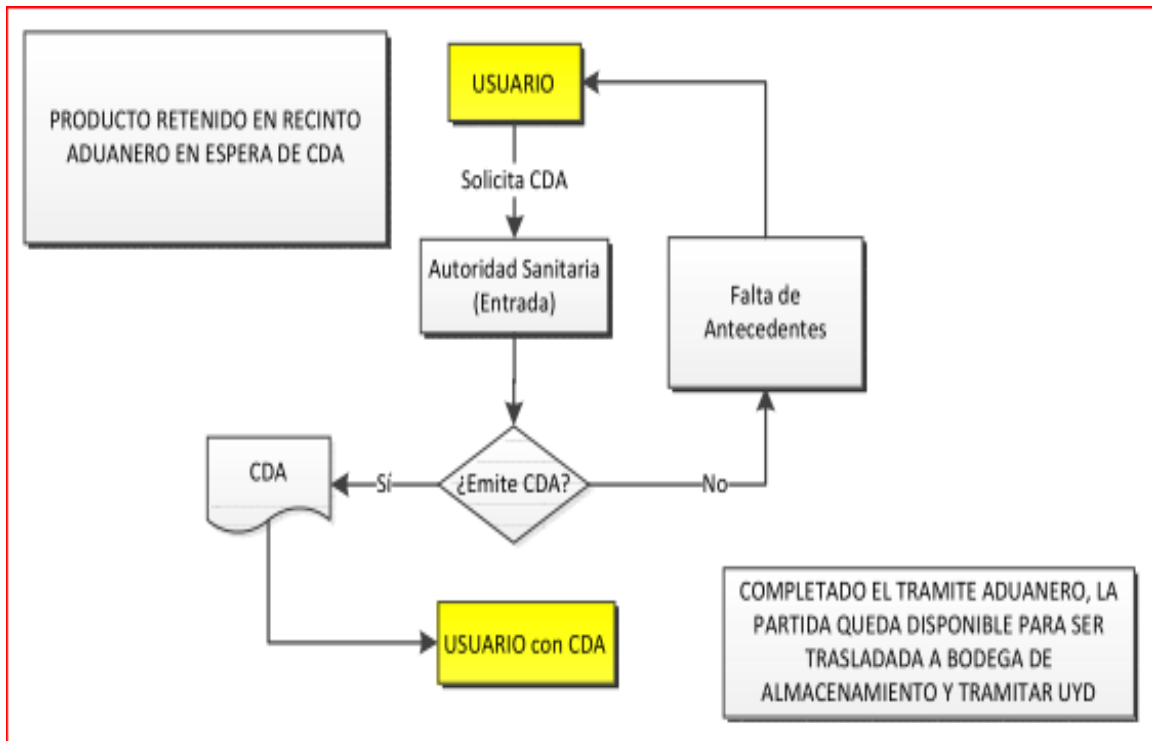 PRODUCTO RETENIDO EN RECINTO
ADUANERO EN ESPERA DE CDA
USUARIO
Solicita CDA
Autoridad Sanitaria
(Entrada)
Falta de
Antecedentes
CDA
Sí
¿Emite CDA?
No
USUARIO con CDA
COMPLETADO EL TRAMITE ADUANERO, LA
PARTIDA QUEDA DISPONIBLE PARA SER
TRASLADADA A BODEGA DE
ALMACENAMIENTO Y TRAMITAR UYD